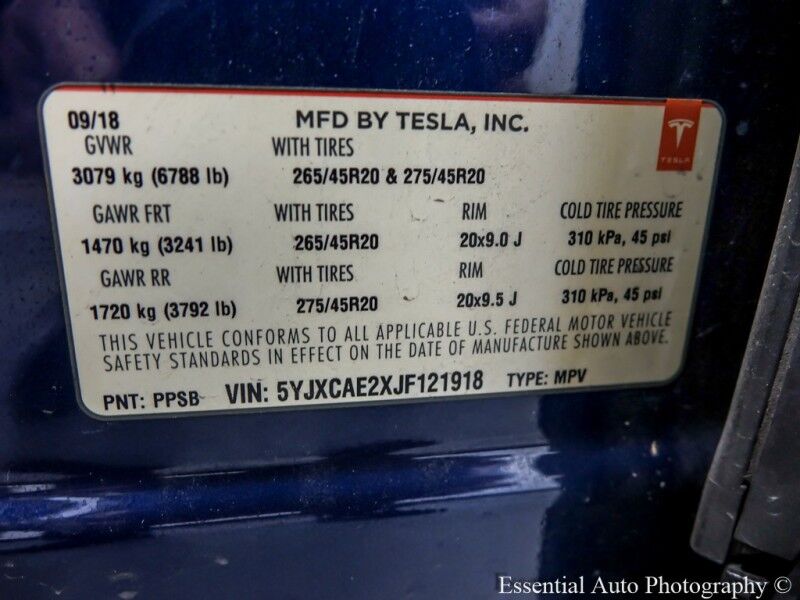 09/18 MFD BY TESLA, INC.
TESLA
GVWR WITH TIRES
3079 kg (6788 lb) 265/45R20 & 275/45R20
GAWR FRT WITH TIRES RIM COLD TIRE PRESSURE
1470 kg (3241 lb) 265/45R20 20x9.0 J 310 kPa, 45 psi
GAWR RR WITH TIRES RIM COLD TIRE PRESSURE
1720 kg (3792 lb) 275/45R20 20x9.5 J 310 kPa, 45 psi
THIS VEHICLE CONFORMS TO ALL APPLICABLE U.S. FEDERAL MOTOR VEHICLE
SAFETY STANDARDS IN EFFECT ON THE DATE OF MANUFACTURE SHOWN ABOVE.
PNT: PPSB VIN: 5YJXCAE2XJF121918 TYPE: MPV
Essential Auto Photography ©